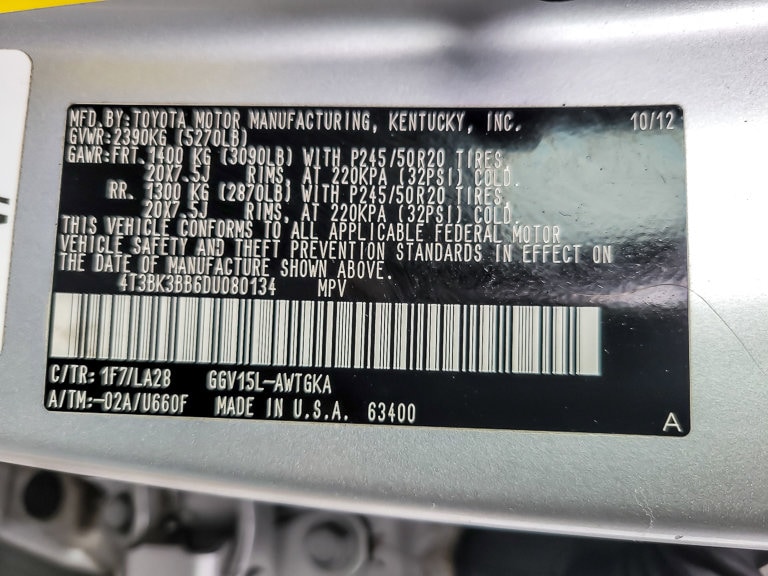 MFD.BY: TOYOTA MOTOR MANUFACTURING, KENTUCKY, INC. 10/12
GVWR: 2390KG (5270LB)
GAWR: FRT. 1400 KG (3090LB) WITH P245/50R20 TIRES,
20X7.5J RIMS, AT 220KPA (32PSI) COLD.
RR. 1300 KG (2870LB) WITH P245/50R20 TIRES,
20X7.5J RIMS, AT 220KPA (32PSI) COLD.
THIS VEHICLE CONFORMS TO ALL APPLICABLE FEDERAL MOTOR
VEHICLE SAFETY AND THEFT PREVENTION STANDARDS IN EFFECT ON
THE DATE OF MANUFACTURE SHOWN ABOVE.
4T3BK3BB6DU080134 MPV
C/TR: 1F7/LA28 GGV15L-AWTGKA
A/TM:-02A/U660F MADE IN U.S.A. 63400
A